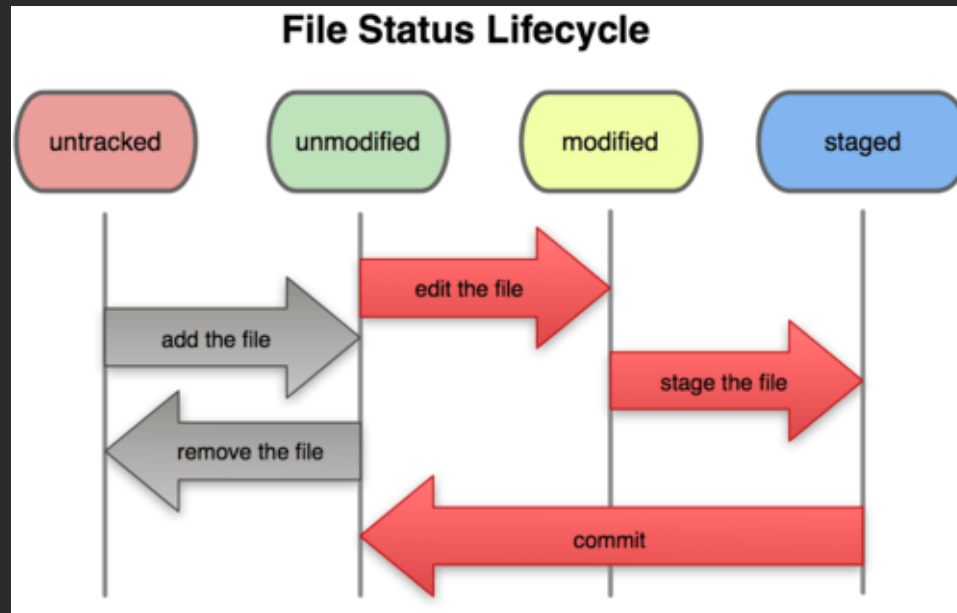 File Status Lifecycle
untracked
unmodified
modified
staged
edit the file
add the file
stage the file
remove the file
commit